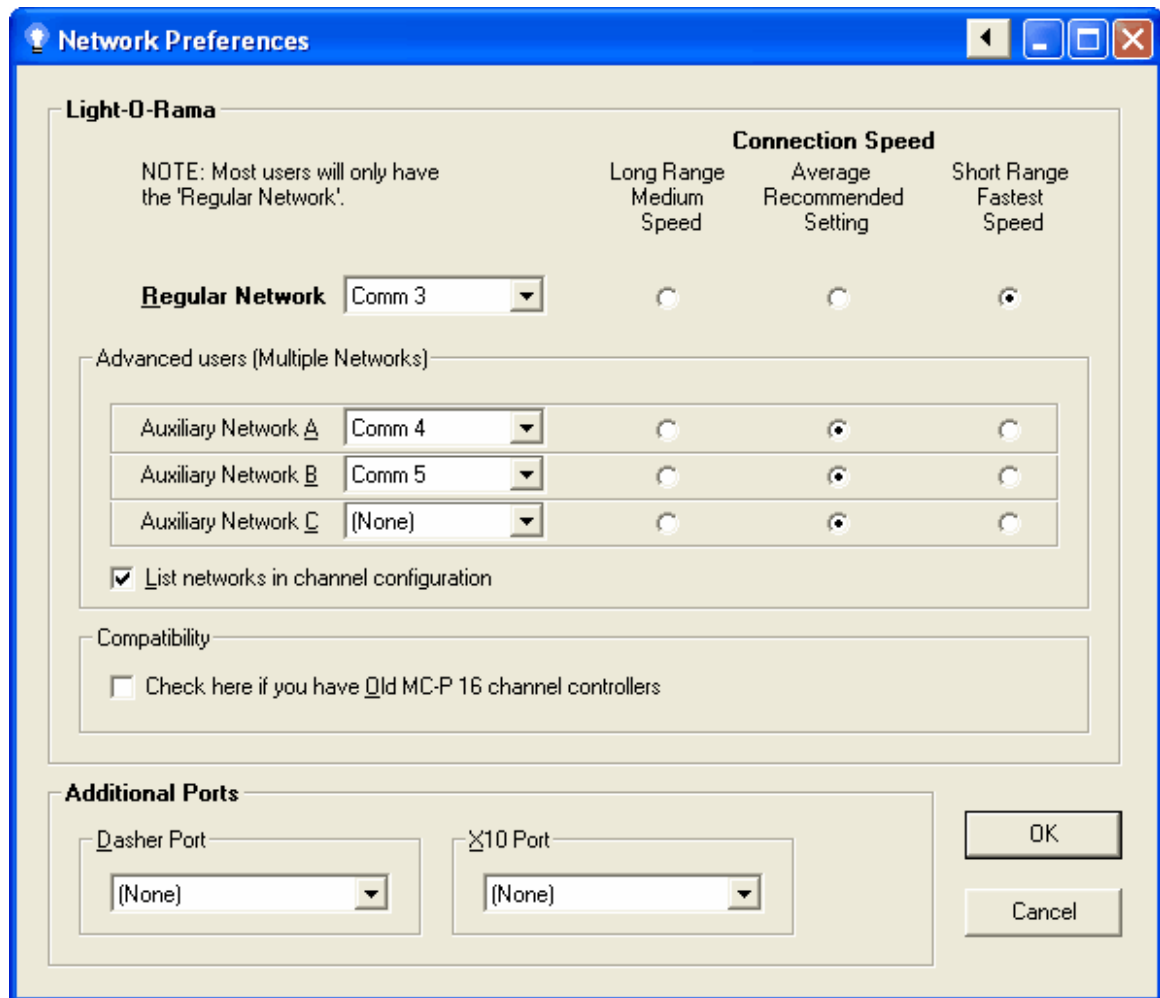 Network Preferences
Light-O-Rama
Connection Speed
NOTE: Most users will only have
the 'Regular Network'.
Long Range
Medium
Speed
Average
Recommended
Setting
Short Range
Fastest
Speed
Regular Network Comm 3
Advanced users (Multiple Networks)
Auxiliary Network A Comm 4
Auxiliary Network B Comm 5
Auxiliary Network C (None)
List networks in channel configuration
Compatibility
Check here if you have Old MC-P 16 channel controllers
Additional Ports
Dasher Port
(None)
X10 Port
(None)
OK
Cancel